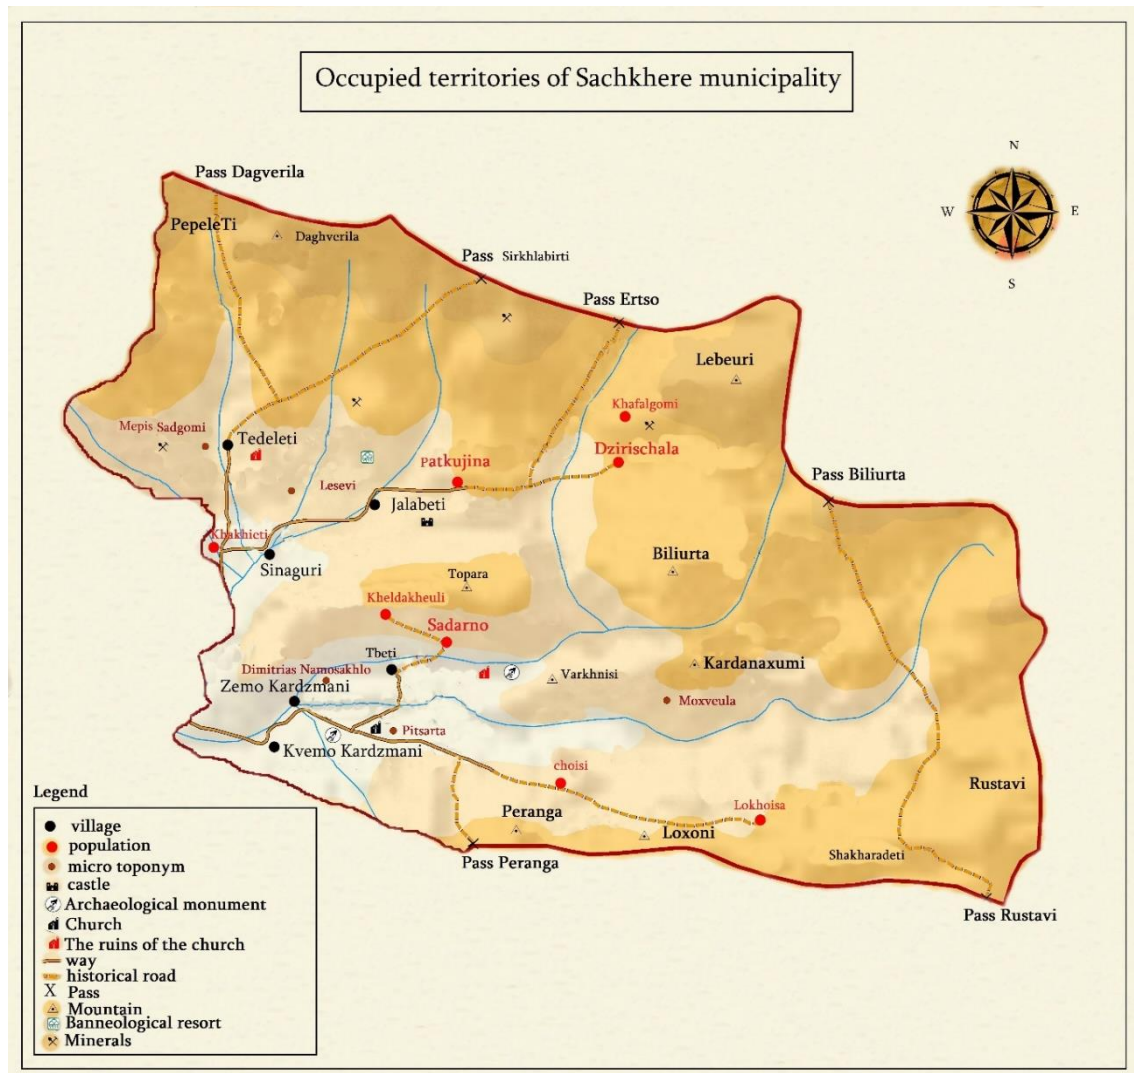 Occupied territories of Sachkhere municipality
N
W
E
S
Pass Dagverila
PepeleTi
Daghverila
Pass Sirkhlabirti
Pass Ertso
Lebeuri
Khafalgomi
Mepis Sadgomi
Tedeleti
Dzirischala
Patkujina
Pass Biliurta
Lesevi
Jalabeti
Khakhieti
Sinaguri
Biliurta
Topara
Kheldakheuli
Sadarno
Tbeti
Kardanaxumi
Dimitrias Namosakhlo
Varkhnisi
Zemo Kardzmani
Moxveula
Pitsarta
Kvemo Kardzmani
choisi
Rustavi
Lokhoisa
Peranga
Loxoni
Shakharadeti
Pass Peranga
Pass Rustavi
Legend
village
population
micro toponym
castle
Archaeological monument
Church
The ruins of the church
way
historical road
X Pass
Mountain
Banneological resort
Minerals